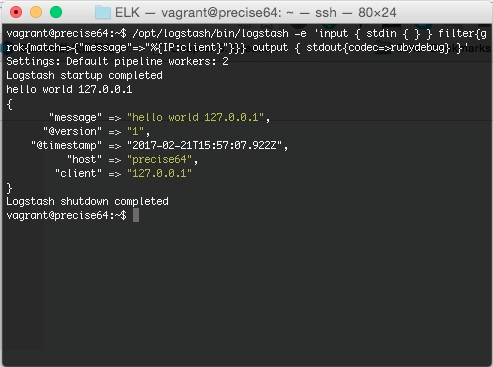 ELK — vagrant@precise64: ~ — ssh — 80×24
vagrant@precise64:~$ /opt/logstash/bin/logstash -e 'input { stdin { } } filter{g
rok{match=>{"message"=>"%{IP:client}"}}} output { stdout{codec=>rubydebug} }'
Settings: Default pipeline workers: 2
Logstash startup completed
hello world 127.0.0.1
{
"message" => "hello world 127.0.0.1",
"@version" => "1",
"@timestamp" => "2017-02-21T15:57:07.922Z",
"host" => "precise64",
"client" => "127.0.0.1"
}
Logstash shutdown completed
vagrant@precise64:~$